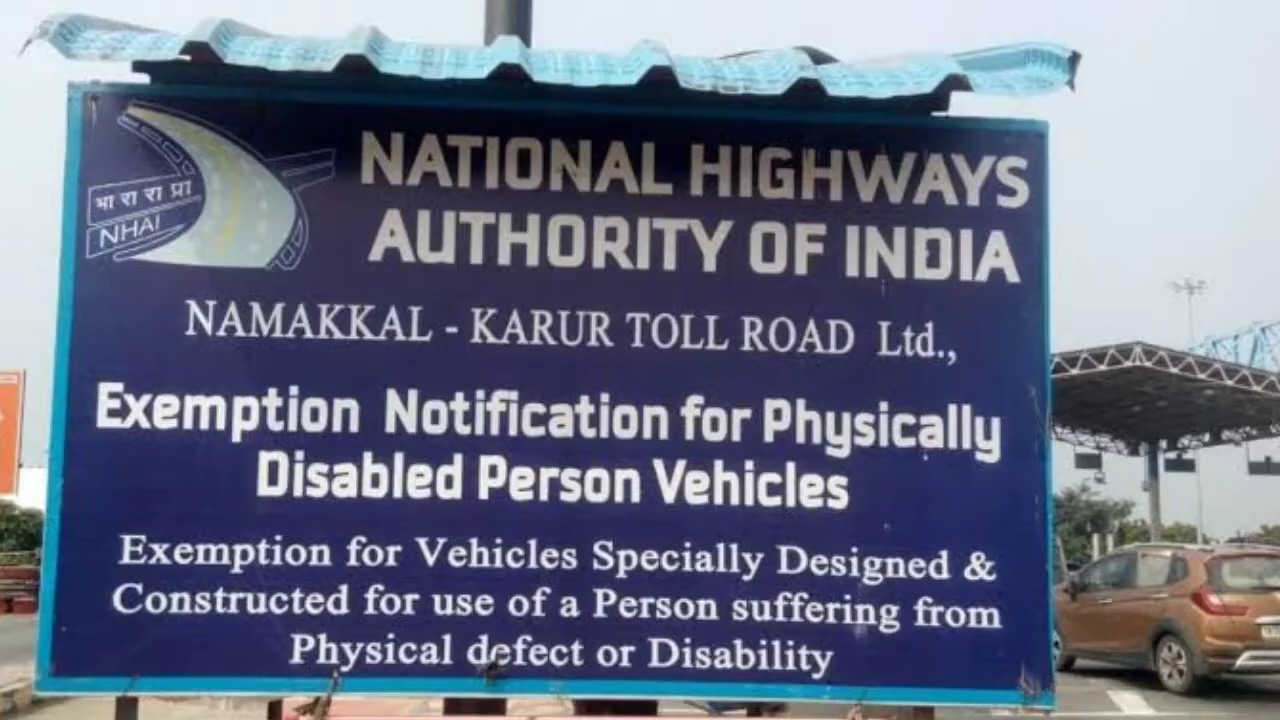 भा रा रा प्रा
NHAI
NATIONAL HIGHWAYS
AUTHORITY OF INDIA
NAMAKKAL - KARUR TOLL ROAD Ltd.,
Exemption Notification for Physically
Disabled Person Vehicles
Exemption for Vehicles Specially Designed &
Constructed for use of a Person suffering from
Physical defect or Disability